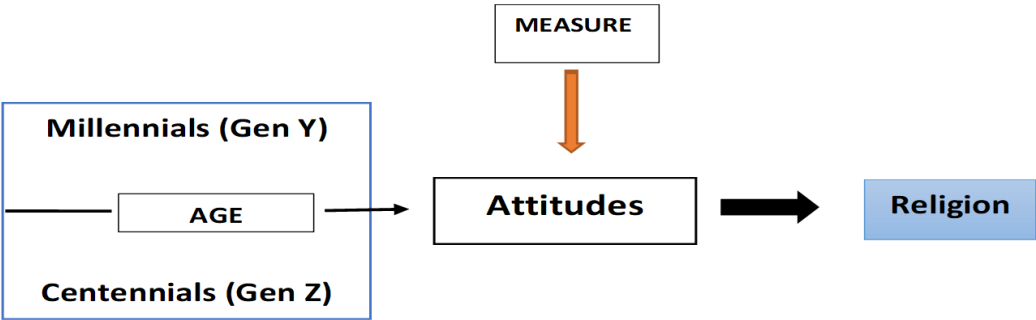 MEASURE
Millennials (Gen Y)
AGE
Attitudes
Religion
Centennials (Gen Z)